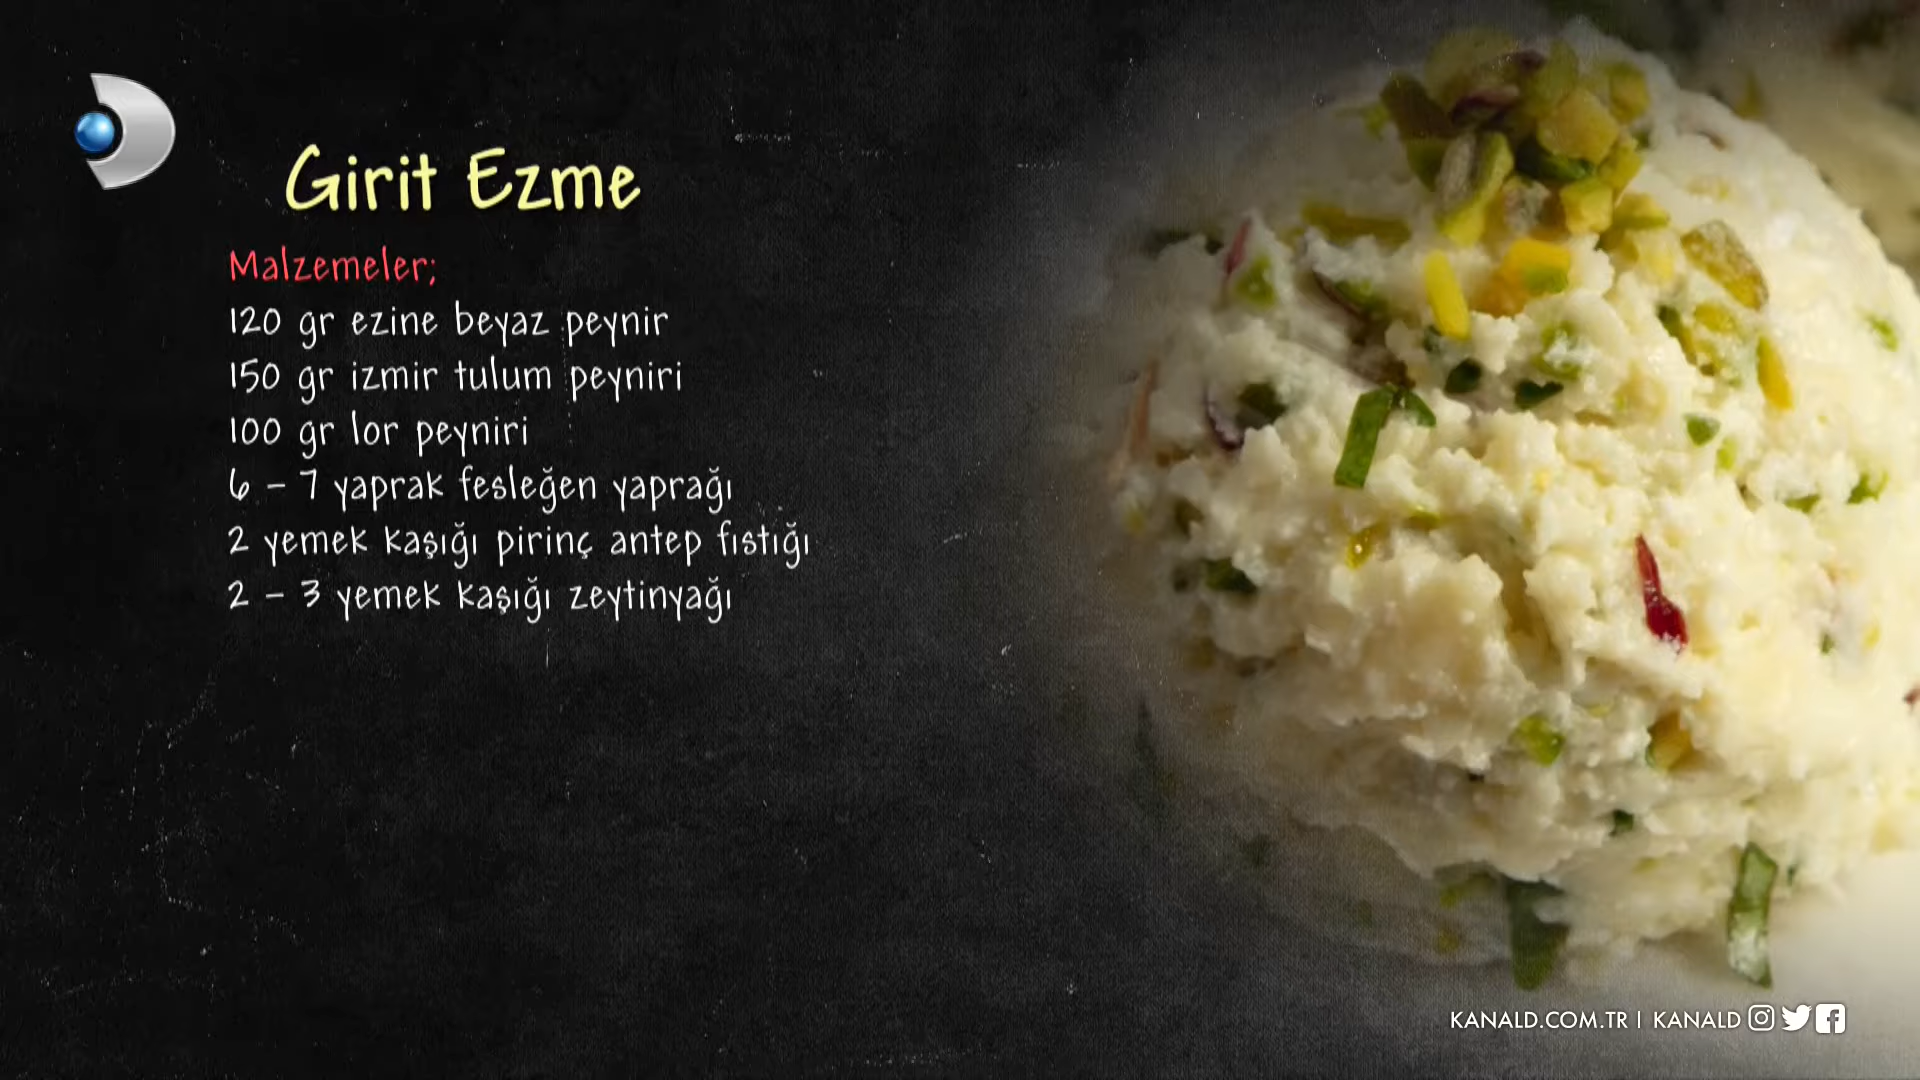 Girit Ezme
Malzemeler;
120 gr ezine beyaz peynir
150 gr izmir tulum peyniri
100 gr lor peyniri
6 – 7 yaprak fesleğen yaprağı
2 yemek kaşığı pirinç antep fıstığı
2 – 3 yemek kaşığı zeytinyağı
KANALD.COM.TR | KANALD